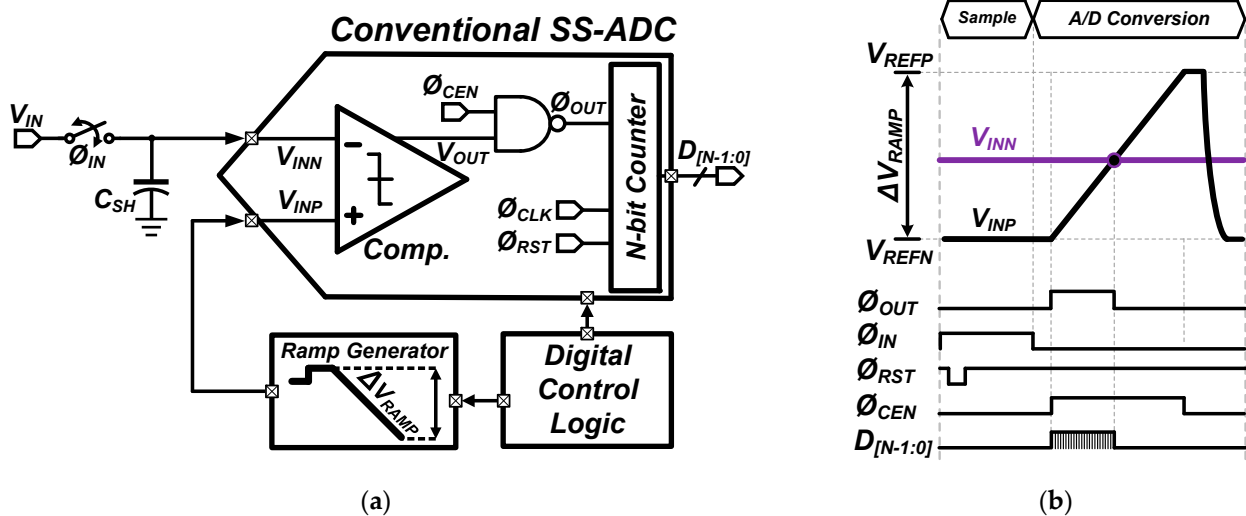 Conventional SS-ADC
V_IN
Ø_IN
C_SH
V_INN
V_INP
Comp.
V_OUT
Ø_CEN
Ø_OUT
Ø_CLK
Ø_RST
N-bit Counter
D_[N-1:0]
Ramp Generator
ΔV_RAMP
Digital
Control
Logic
(a)
Sample
A/D Conversion
V_REFP
ΔV_RAMP
V_INN
V_INP
V_REFN
Ø_OUT
Ø_IN
Ø_RST
Ø_CEN
D_[N-1:0]
(b)